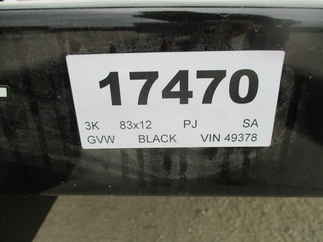 17470
3K 83x12 PJ SA
GVW BLACK VIN 49378